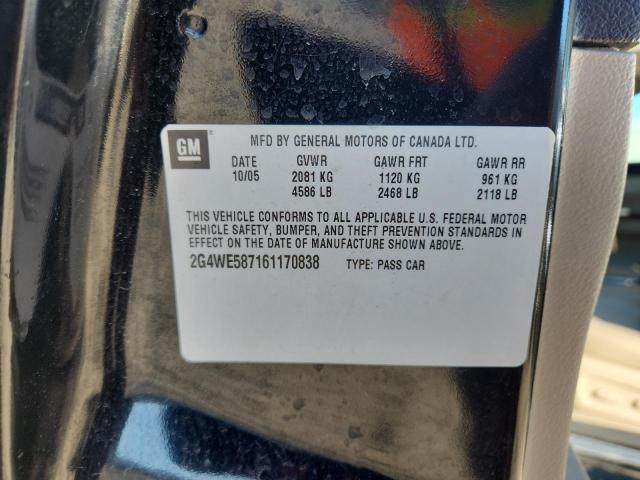 GM
MFD BY GENERAL MOTORS OF CANADA LTD.
DATE GVWR GAWR FRT GAWR RR
10/05 2081 KG 1120 KG 961 KG
4586 LB 2468 LB 2118 LB
THIS VEHICLE CONFORMS TO ALL APPLICABLE U.S. FEDERAL MOTOR
VEHICLE SAFETY, BUMPER, AND THEFT PREVENTION STANDARDS IN
EFFECT ON THE DATE OF MANUFACTURE SHOWN ABOVE.
2G4WE587161170838 TYPE: PASS CAR